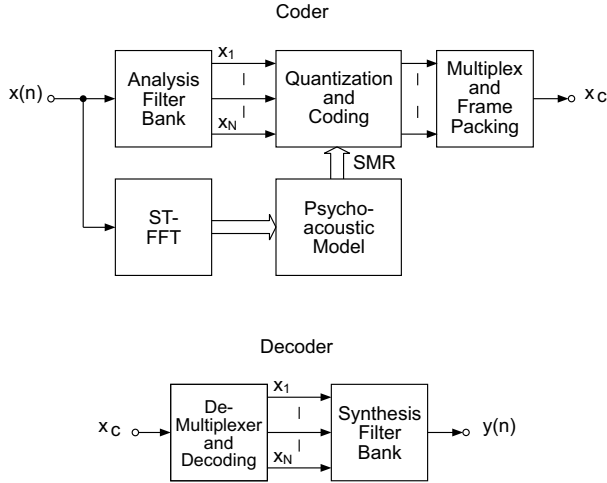 Coder
x(n)
Analysis
Filter
Bank
x1
xN
Quantization
and
Coding
Multiplex
and
Frame
Packing
xC
SMR
ST-
FFT
Psycho-
acoustic
Model
Decoder
xC
De-
Multiplexer
and
Decoding
x1
xN
Synthesis
Filter
Bank
y(n)